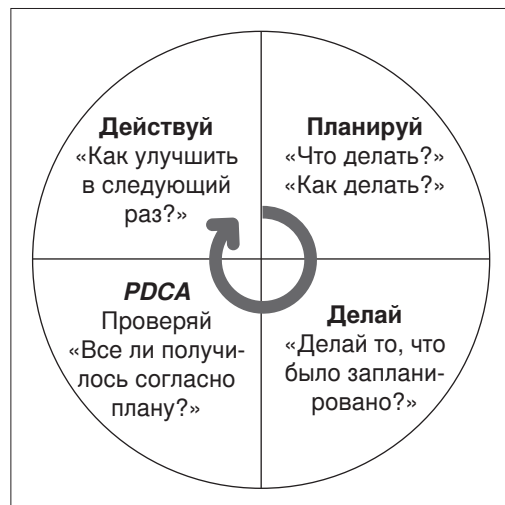 Действуй
«Как улучшить
в следующий
раз?»
Планируй
«Что делать?»
«Как делать?»
PDCA
Проверяй
«Все ли получи-
лось согласно
плану?»
Делай
«Делай то, что
было заплани-
ровано?»